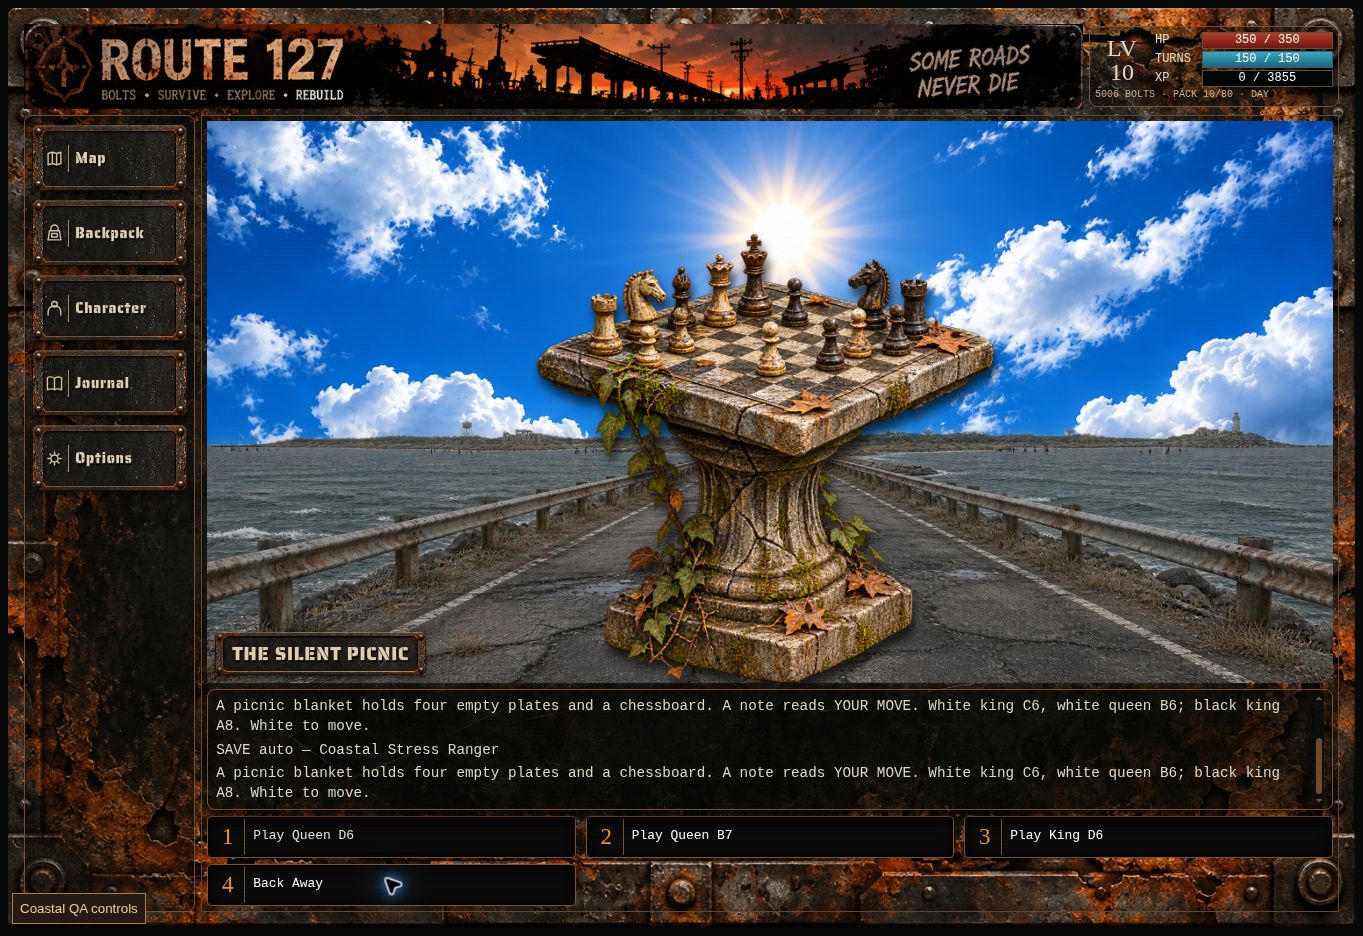 ROUTE 127
BOLTS • SURVIVE • EXPLORE • REBUILD
SOME ROADS
NEVER DIE
LV
10
HP
350 / 350
TURNS
150 / 150
XP
0 / 3855
5006 BOLTS · PACK 10/80 · DAY
Map
Backpack
Character
Journal
Options
THE SILENT PICNIC
A picnic blanket holds four empty plates and a chessboard. A note reads YOUR MOVE. White king C6, white queen B6; black king
A8. White to move.
SAVE auto — Coastal Stress Ranger
A picnic blanket holds four empty plates and a chessboard. A note reads YOUR MOVE. White king C6, white queen B6; black king
A8. White to move.
1 Play Queen D6
2 Play Queen B7
3 Play King D6
4 Back Away
Coastal QA controls